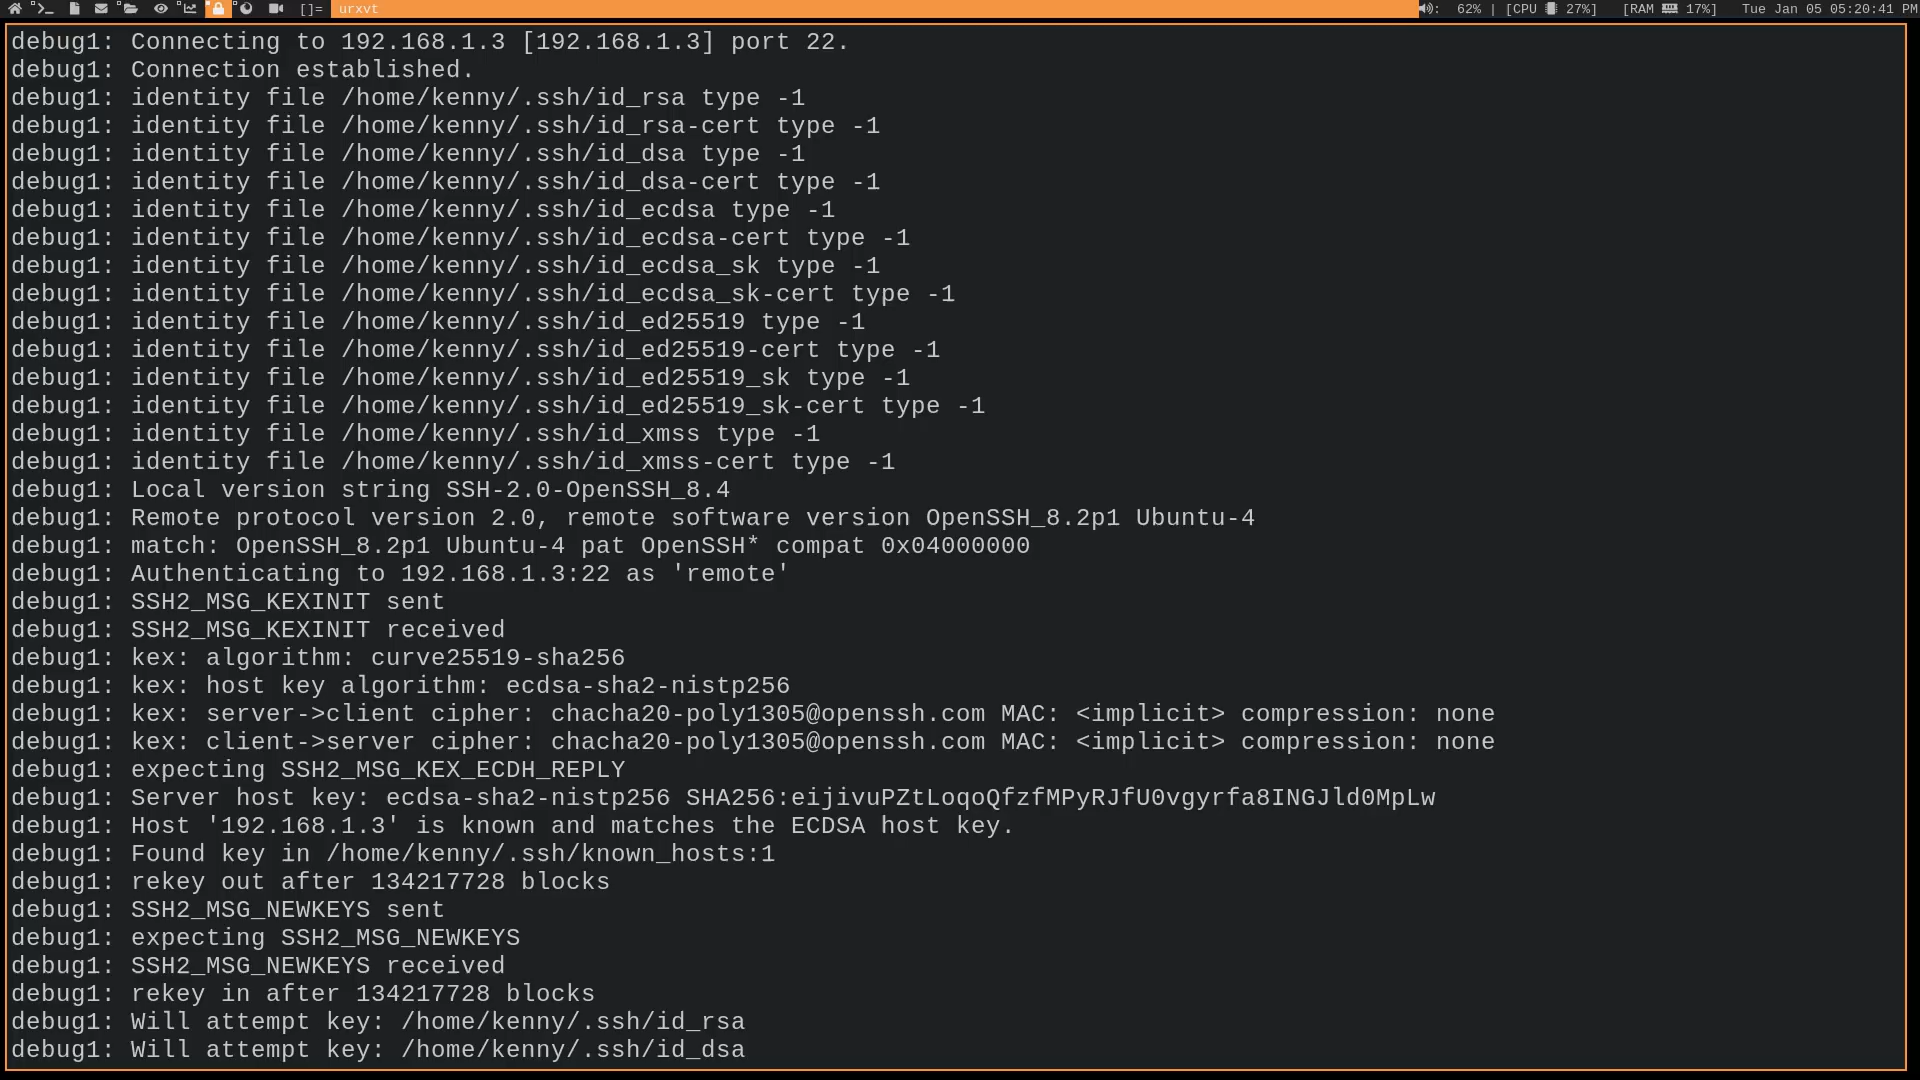 []= urxvt : 62% | [CPU 27%] [RAM 17%] Tue Jan 05 05:20:41 PM
debug1: Connecting to 192.168.1.3 [192.168.1.3] port 22.
debug1: Connection established.
debug1: identity file /home/kenny/.ssh/id_rsa type -1
debug1: identity file /home/kenny/.ssh/id_rsa-cert type -1
debug1: identity file /home/kenny/.ssh/id_dsa type -1
debug1: identity file /home/kenny/.ssh/id_dsa-cert type -1
debug1: identity file /home/kenny/.ssh/id_ecdsa type -1
debug1: identity file /home/kenny/.ssh/id_ecdsa-cert type -1
debug1: identity file /home/kenny/.ssh/id_ecdsa_sk type -1
debug1: identity file /home/kenny/.ssh/id_ecdsa_sk-cert type -1
debug1: identity file /home/kenny/.ssh/id_ed25519 type -1
debug1: identity file /home/kenny/.ssh/id_ed25519-cert type -1
debug1: identity file /home/kenny/.ssh/id_ed25519_sk type -1
debug1: identity file /home/kenny/.ssh/id_ed25519_sk-cert type -1
debug1: identity file /home/kenny/.ssh/id_xmss type -1
debug1: identity file /home/kenny/.ssh/id_xmss-cert type -1
debug1: Local version string SSH-2.0-OpenSSH_8.4
debug1: Remote protocol version 2.0, remote software version OpenSSH_8.2p1 Ubuntu-4
debug1: match: OpenSSH_8.2p1 Ubuntu-4 pat OpenSSH* compat 0x04000000
debug1: Authenticating to 192.168.1.3:22 as 'remote'
debug1: SSH2_MSG_KEXINIT sent
debug1: SSH2_MSG_KEXINIT received
debug1: kex: algorithm: curve25519-sha256
debug1: kex: host key algorithm: ecdsa-sha2-nistp256
debug1: kex: server->client cipher: chacha20-poly1305@openssh.com MAC: <implicit> compression: none
debug1: kex: client->server cipher: chacha20-poly1305@openssh.com MAC: <implicit> compression: none
debug1: expecting SSH2_MSG_KEX_ECDH_REPLY
debug1: Server host key: ecdsa-sha2-nistp256 SHA256:eijivuPZtLoqoQfzfMPyRJfU0vgyrfa8INGJld0MpLw
debug1: Host '192.168.1.3' is known and matches the ECDSA host key.
debug1: Found key in /home/kenny/.ssh/known_hosts:1
debug1: rekey out after 134217728 blocks
debug1: SSH2_MSG_NEWKEYS sent
debug1: expecting SSH2_MSG_NEWKEYS
debug1: SSH2_MSG_NEWKEYS received
debug1: rekey in after 134217728 blocks
debug1: Will attempt key: /home/kenny/.ssh/id_rsa
debug1: Will attempt key: /home/kenny/.ssh/id_dsa